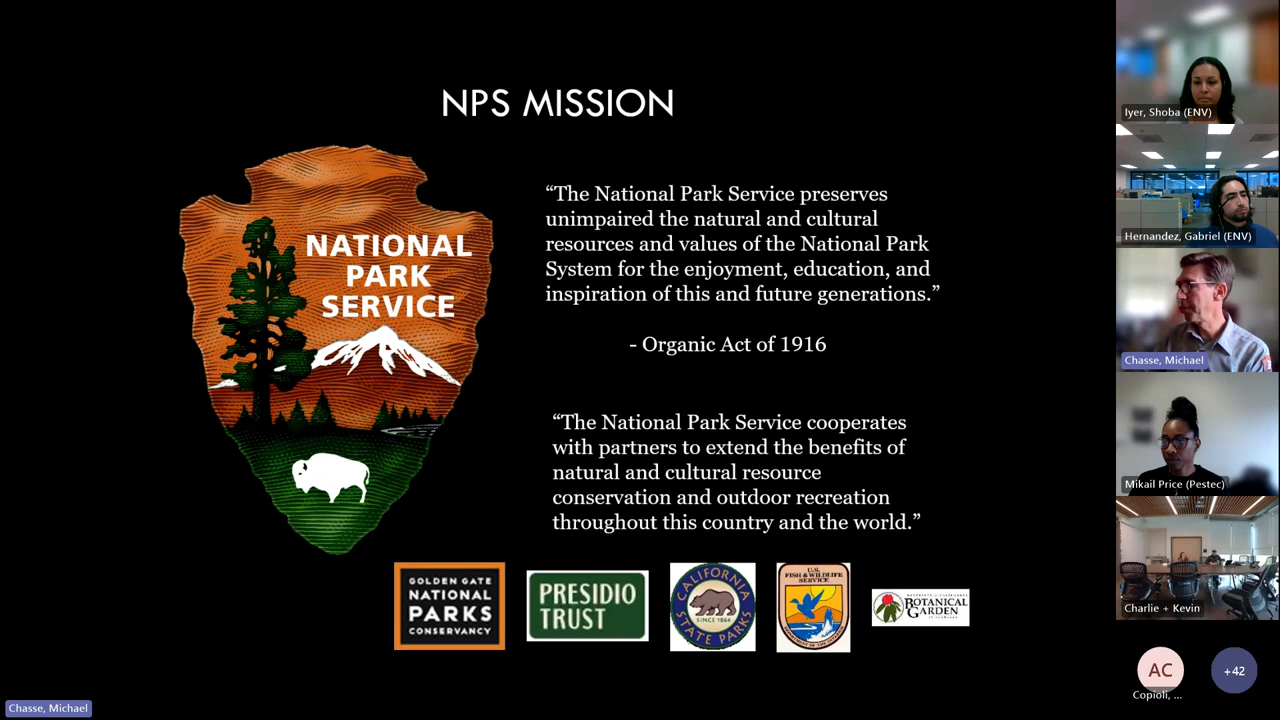 NPS MISSION
NATIONAL
PARK
SERVICE
“The National Park Service preserves
unimpaired the natural and cultural
resources and values of the National Park
System for the enjoyment, education, and
inspiration of this and future generations.”
- Organic Act of 1916
“The National Park Service cooperates
with partners to extend the benefits of
natural and cultural resource
conservation and outdoor recreation
throughout this country and the world.”
GOLDEN GATE
NATIONAL
PARKS
CONSERVANCY
PRESIDIO
TRUST
CALIFORNIA
STATE PARKS
SINCE 1864
U.S.
FISH & WILDLIFE
SERVICE
BOTANICAL
GARDEN
Chasse, Michael
Iyer, Shoba (ENV)
Hernandez, Gabriel (ENV)
Chasse, Michael
Mikail Price (Pestec)
Charlie + Kevin
AC
Copioli, ...
+42